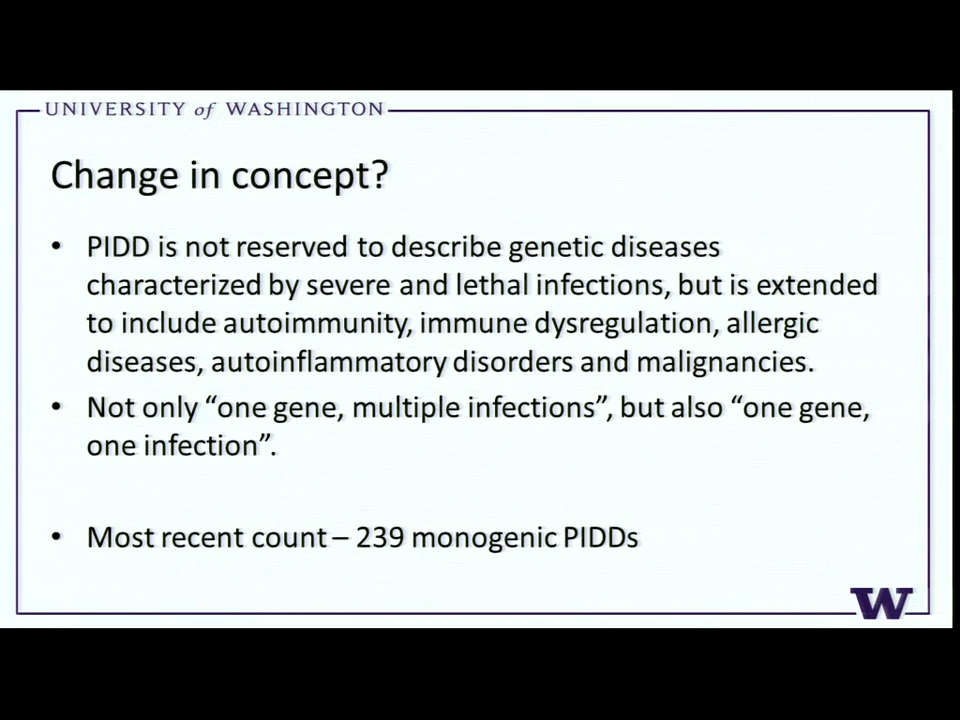 UNIVERSITY of WASHINGTON
Change in concept?
• PIDD is not reserved to describe genetic diseases
characterized by severe and lethal infections, but is extended
to include autoimmunity, immune dysregulation, allergic
diseases, autoinflammatory disorders and malignancies.
• Not only “one gene, multiple infections”, but also “one gene,
one infection”.
• Most recent count – 239 monogenic PIDDs
W